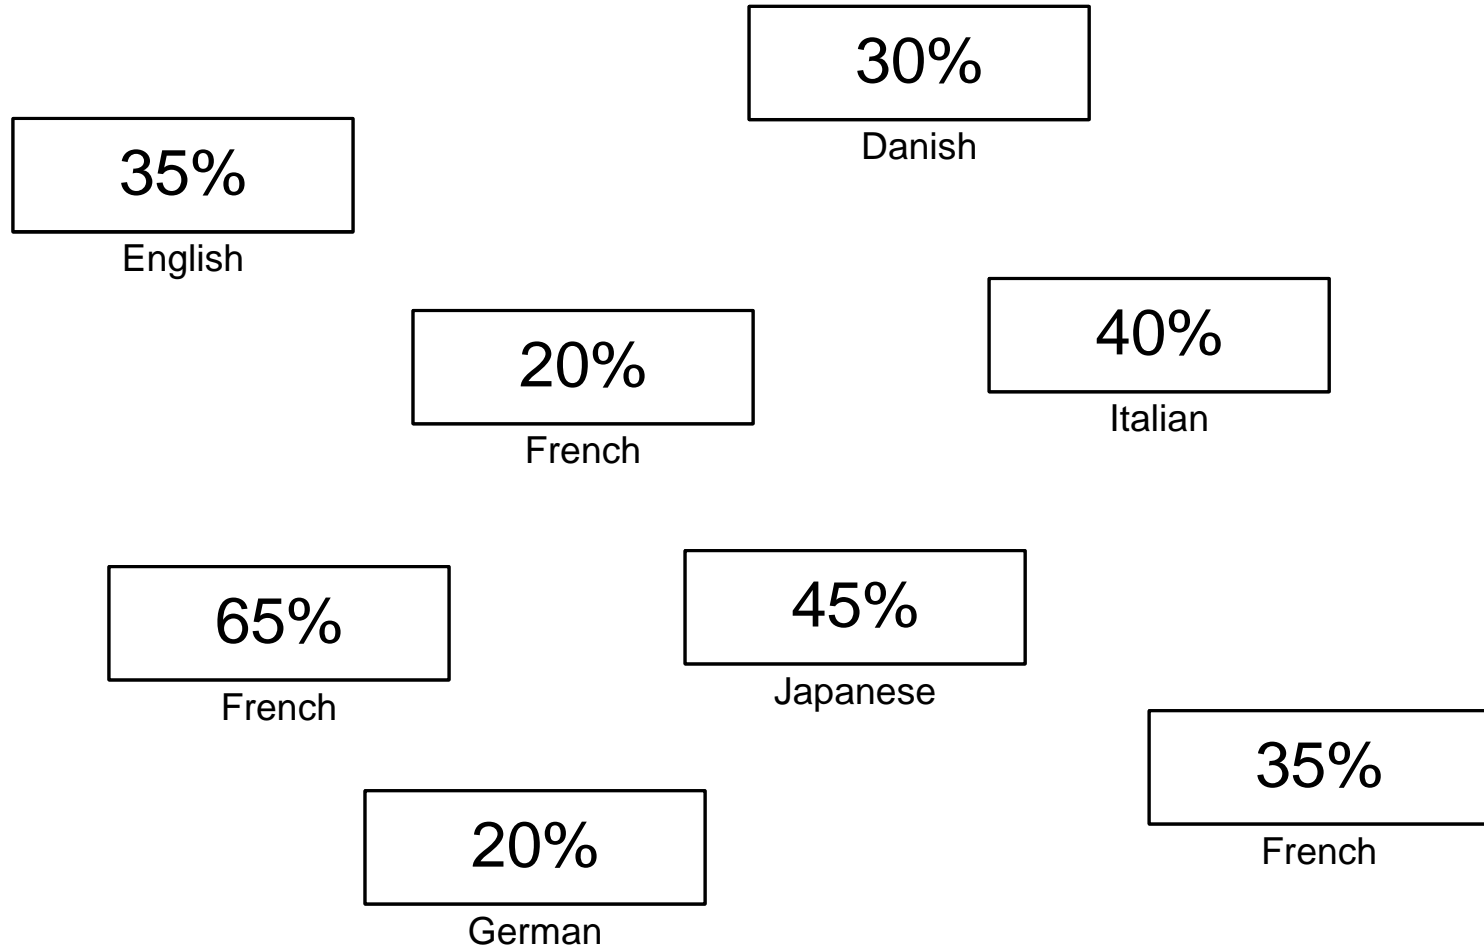 30%
Danish
35%
English
40%
Italian
20%
French
45%
Japanese
65%
French
35%
French
20%
German